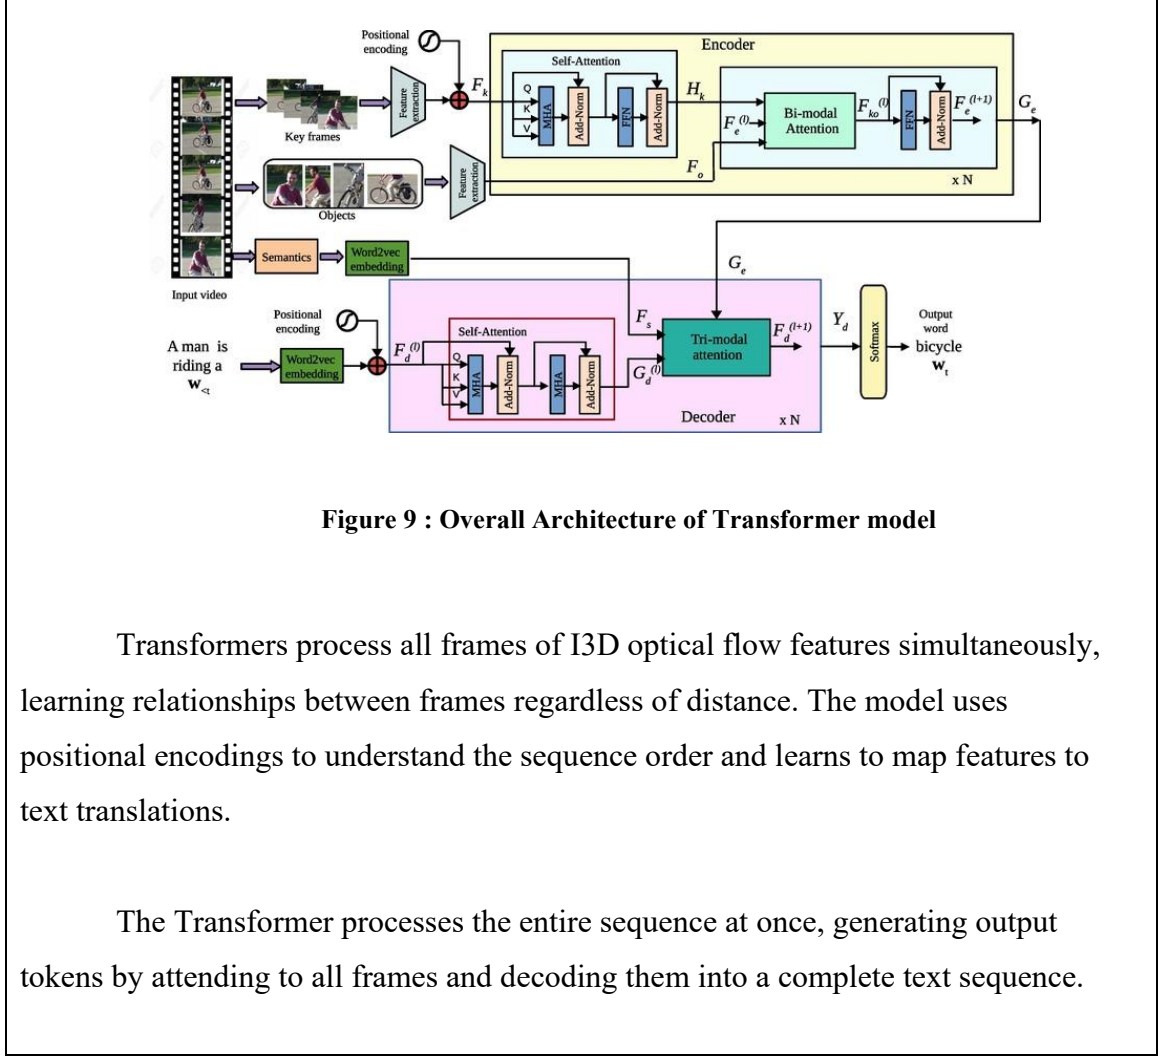 Positional
encoding
Encoder
Self-Attention
Feature
extraction
F_k
Q
K
V
MHA
Add-Norm
FFN
Add-Norm
H_k
F_e^(l)
Bi-modal
Attention
F_ko^(l)
FFN
Add-Norm
F_e^(l+1)
G_e
Key frames
Feature
extraction
F_o
x N
Objects
Semantics
Word2vec
embedding
G_e
Input video
Positional
encoding
F_s
Self-Attention
A man is
riding a
w_<t
Word2vec
embedding
F_d^(l)
Q
K
V
MHA
Add-Norm
MHA
Add-Norm
G_d^(l)
Tri-modal
attention
F_d^(l+1)
Decoder
x N
Y_d
Softmax
Output
word
bicycle
w_t
Figure 9 : Overall Architecture of Transformer model
Transformers process all frames of I3D optical flow features simultaneously,
learning relationships between frames regardless of distance. The model uses
positional encodings to understand the sequence order and learns to map features to
text translations.
The Transformer processes the entire sequence at once, generating output
tokens by attending to all frames and decoding them into a complete text sequence.